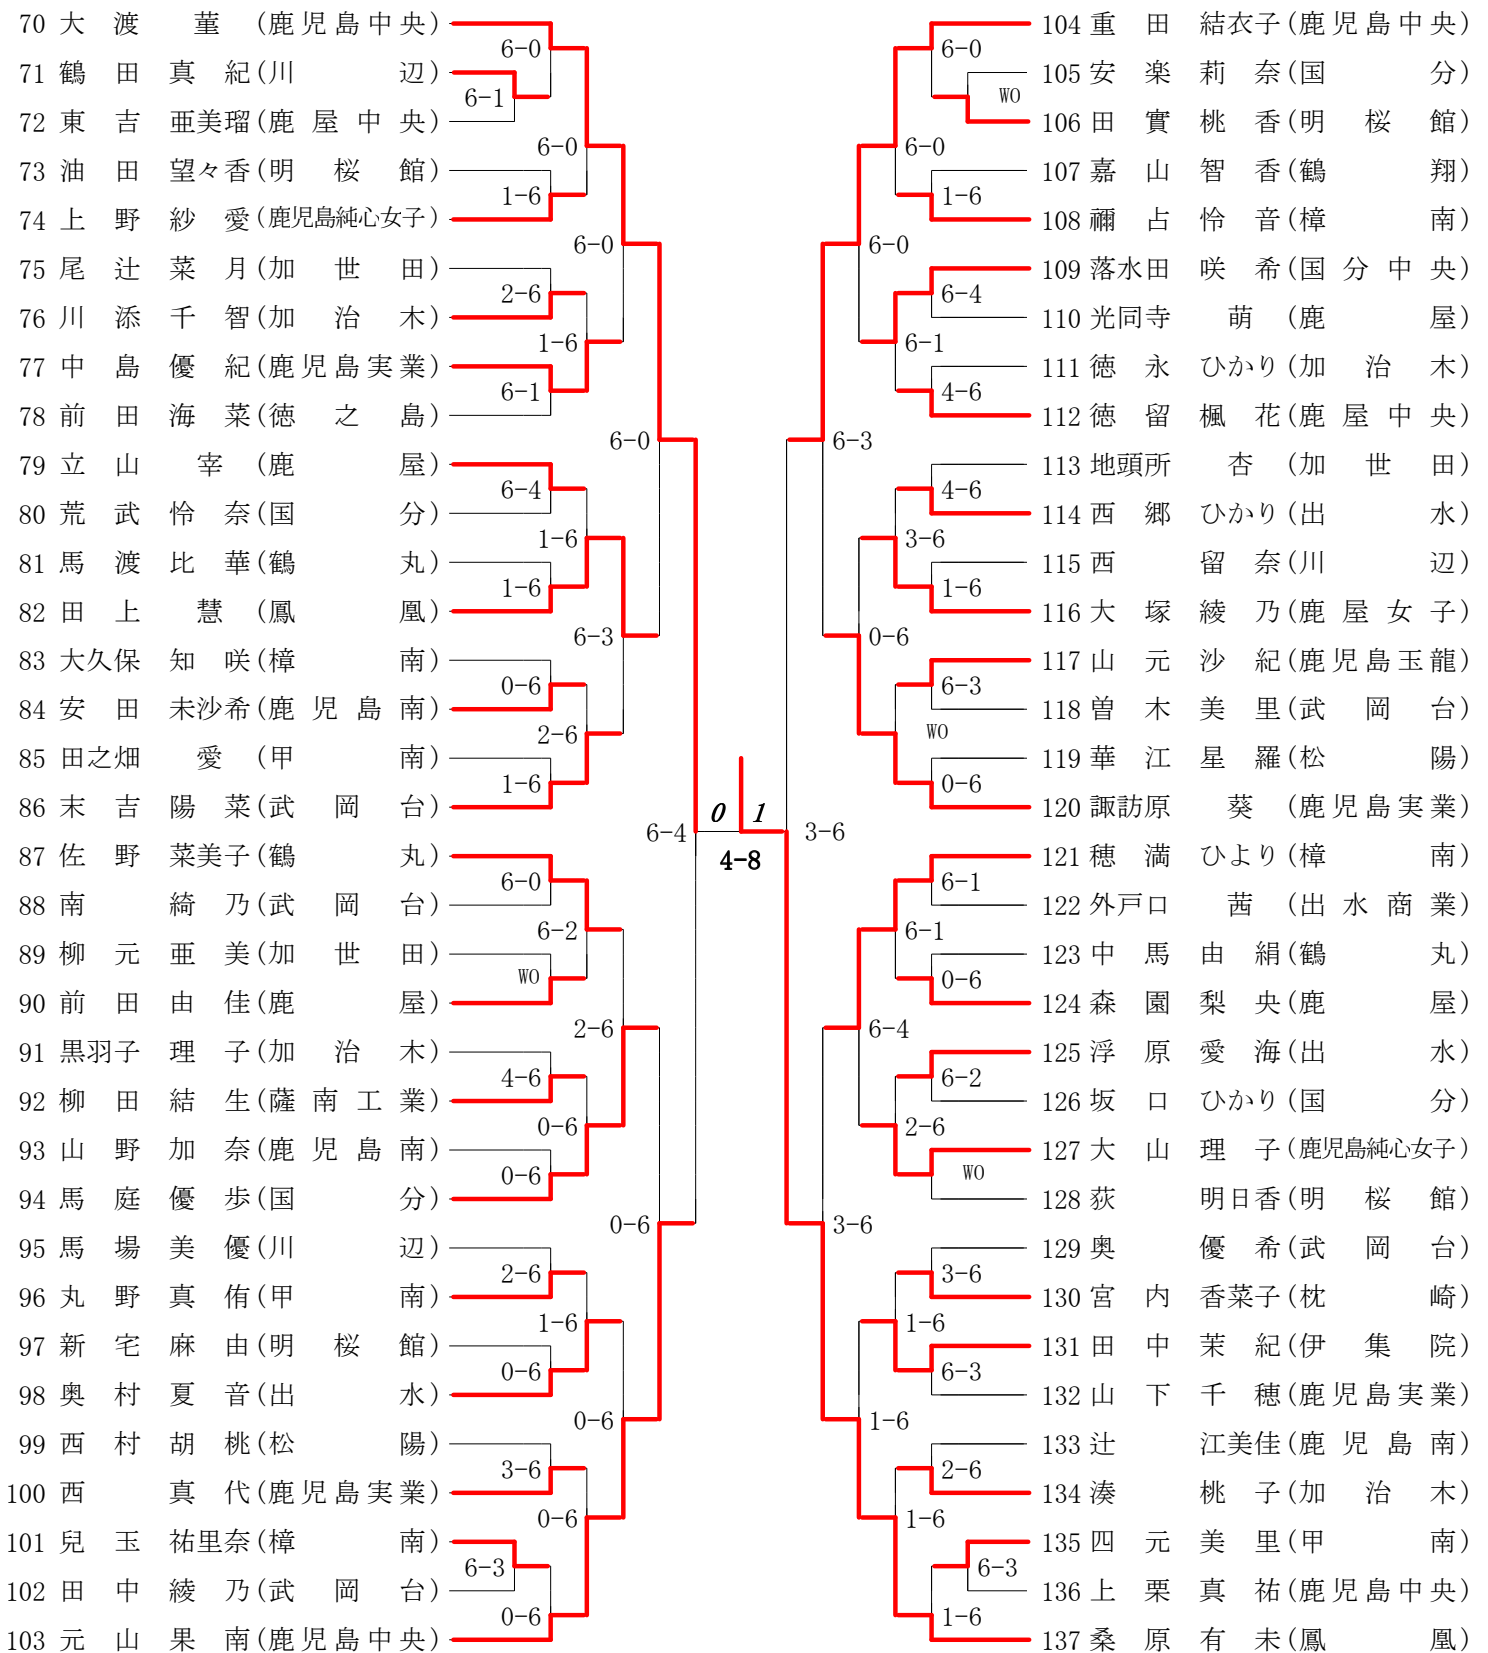 70 大渡 菫 (鹿児島中央)
71 鶴田真紀 (川辺)
72 東吉亜美瑠 (鹿屋中央)
73 油田望々香 (明桜館)
74 上野紗愛 (鹿児島純心女子)
75 尾辻菜月 (加世田)
76 川添千智 (加治木)
77 中島優紀 (鹿児島実業)
78 前田海菜 (徳之島)
79 立山宰 (鹿屋)
80 荒武怜奈 (国分)
81 馬渡比華 (鶴丸)
82 田上慧 (鳳凰)
83 大久保知咲 (樟南)
84 安田未沙希 (鹿児島南)
85 田之畑愛 (甲南)
86 末吉陽菜 (武岡台)
87 佐野菜美子 (鶴丸)
88 南綺乃 (武岡台)
89 柳元亜美 (加世田)
90 前田由佳 (鹿屋)
91 黒羽子理子 (加治木)
92 柳田結生 (薩南工業)
93 山野加奈 (鹿児島南)
94 馬庭優歩 (国分)
95 馬場美優 (川辺)
96 丸野真侑 (甲南)
97 新宅麻由 (明桜館)
98 奥村夏音 (出水)
99 西村胡桃 (松陽)
100 西真代 (鹿児島実業)
101 兒玉祐里奈 (樟南)
102 田中綾乃 (武岡台)
103 元山果南 (鹿児島中央)
6-0
6-1
6-0
1-6
6-0
2-6
1-6
6-1
6-0
6-4
1-6
1-6
6-3
0-6
2-6
1-6
6-4
6-0
6-2
WO
2-6
4-6
0-6
0-6
0-6
2-6
1-6
0-6
0-6
3-6
0-6
6-3
0-6
0 1
4-8
104 重田結衣子 (鹿児島中央)
105 安楽莉奈 (国分)
106 田實桃香 (明桜館)
107 嘉山智香 (鶴翔)
108 禰占怜音 (樟南)
109 落水田咲希 (国分中央)
110 光同寺萌 (鹿屋)
111 徳永ひかり (加治木)
112 徳留楓花 (鹿屋中央)
113 地頭所杏 (加世田)
114 西郷ひかり (出水)
115 西留奈 (川辺)
116 大塚綾乃 (鹿屋女子)
117 山元沙紀 (鹿児島玉龍)
118 曽木美里 (武岡台)
119 華江星羅 (松陽)
120 諏訪原葵 (鹿児島実業)
121 穂満ひより (樟南)
122 外戸口茜 (出水商業)
123 中馬由絹 (鶴丸)
124 森園梨央 (鹿屋)
125 浮原愛海 (出水)
126 坂口ひかり (国分)
127 大山理子 (鹿児島純心女子)
128 荻明日香 (明桜館)
129 奥優希 (武岡台)
130 宮内香菜子 (枕崎)
131 田中茉紀 (伊集院)
132 山下千穂 (鹿児島実業)
133 辻江美佳 (鹿児島南)
134 湊桃子 (加治木)
135 四元美里 (甲南)
136 上栗真祐 (鹿児島中央)
137 桑原有未 (鳳凰)
6-0
WO
6-0
1-6
6-0
6-4
6-1
4-6
6-3
4-6
3-6
1-6
0-6
6-3
WO
0-6
3-6
6-1
6-1
0-6
6-4
6-2
2-6
WO
3-6
3-6
1-6
6-3
1-6
2-6
1-6
6-3
1-6